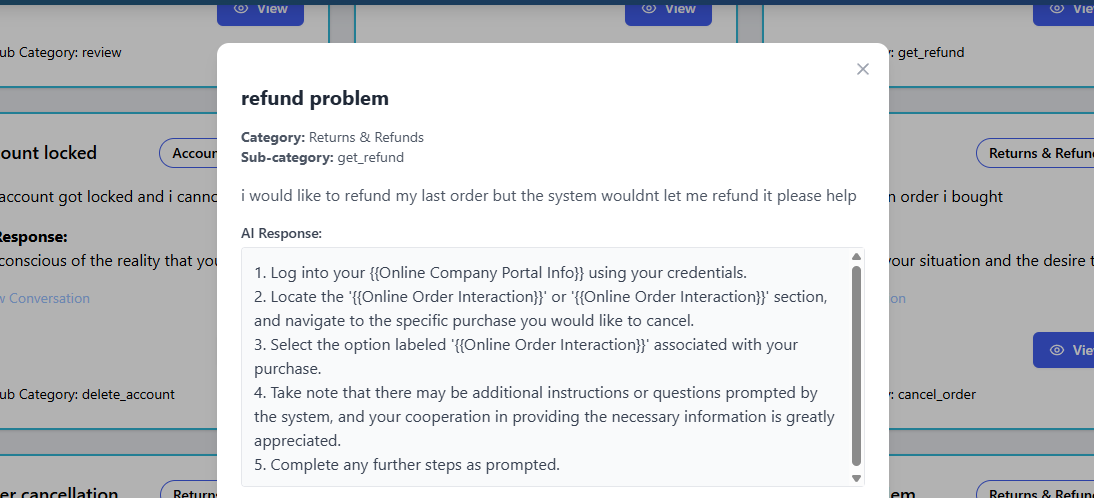 View
View
Vie
ub Category: review
: get_refund
refund problem
Category: Returns & Refunds
Sub-category: get_refund
i would like to refund my last order but the system wouldnt let me refund it please help
AI Response:
1. Log into your {{Online Company Portal Info}} using your credentials.
2. Locate the '{{Online Order Interaction}}' or '{{Online Order Interaction}}' section,
and navigate to the specific purchase you would like to cancel.
3. Select the option labeled '{{Online Order Interaction}}' associated with your
purchase.
4. Take note that there may be additional instructions or questions prompted by
the system, and your cooperation in providing the necessary information is greatly
appreciated.
5. Complete any further steps as prompted.
ount locked
Accoun
account got locked and i canno
Response:
conscious of the reality that you
w Conversation
ub Category: delete_account
Returns & Refun
n order i bought
your situation and the desire t
on
Vie
: cancel_order
er cancellation
Return
em
Returns & Refun